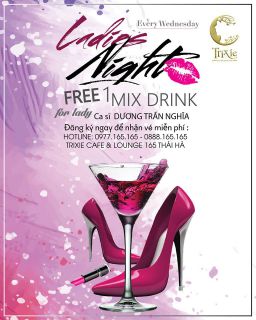 Every Wednesday
Ladies
Night
TRIXIE
FREE 1 MIX DRINK
for lady Ca sĩ DƯƠNG TRẦN NGHĨA
Đăng ký ngay để nhận vé miễn phí :
HOTLINE: 0977.165.165 - 0888.165.165
TRIXIE CAFE & LOUNGE 165 THÁI HÀ